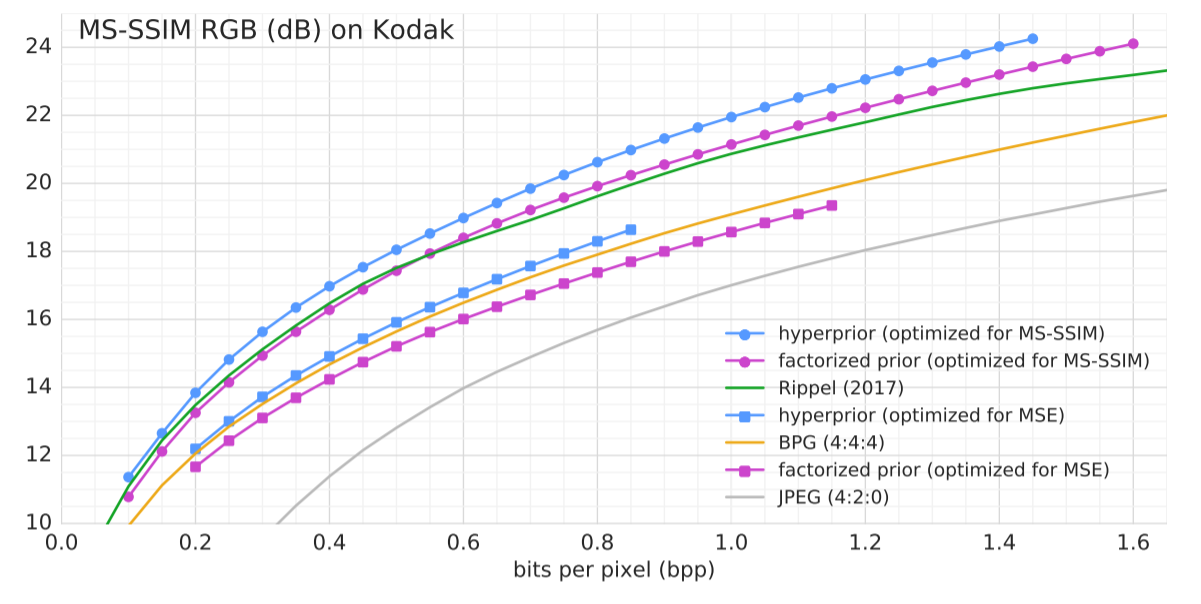 MS-SSIM RGB (dB) on Kodak
24
22
20
18
16
14
12
10
hyperprior (optimized for MS-SSIM)
factorized prior (optimized for MS-SSIM)
Rippel (2017)
hyperprior (optimized for MSE)
BPG (4:4:4)
factorized prior (optimized for MSE)
JPEG (4:2:0)
0.0 0.2 0.4 0.6 0.8 1.0 1.2 1.4 1.6
bits per pixel (bpp)